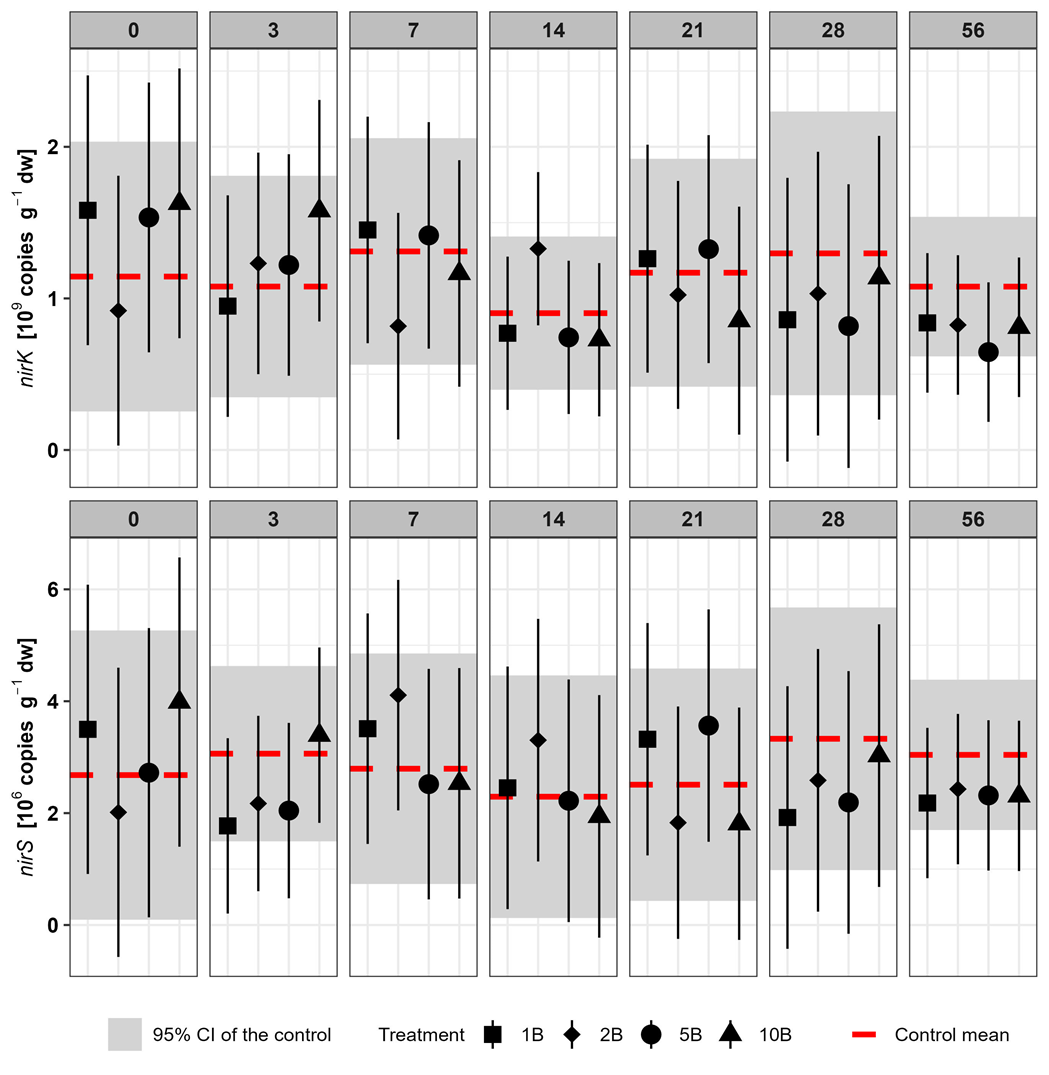 0 3 7 14 21 28 56
2
1
0
nirK [10⁹ copies g⁻¹ dw]
0 3 7 14 21 28 56
6
4
2
0
nirS [10⁶ copies g⁻¹ dw]
95% CI of the control Treatment 1B 2B 5B 10B Control mean